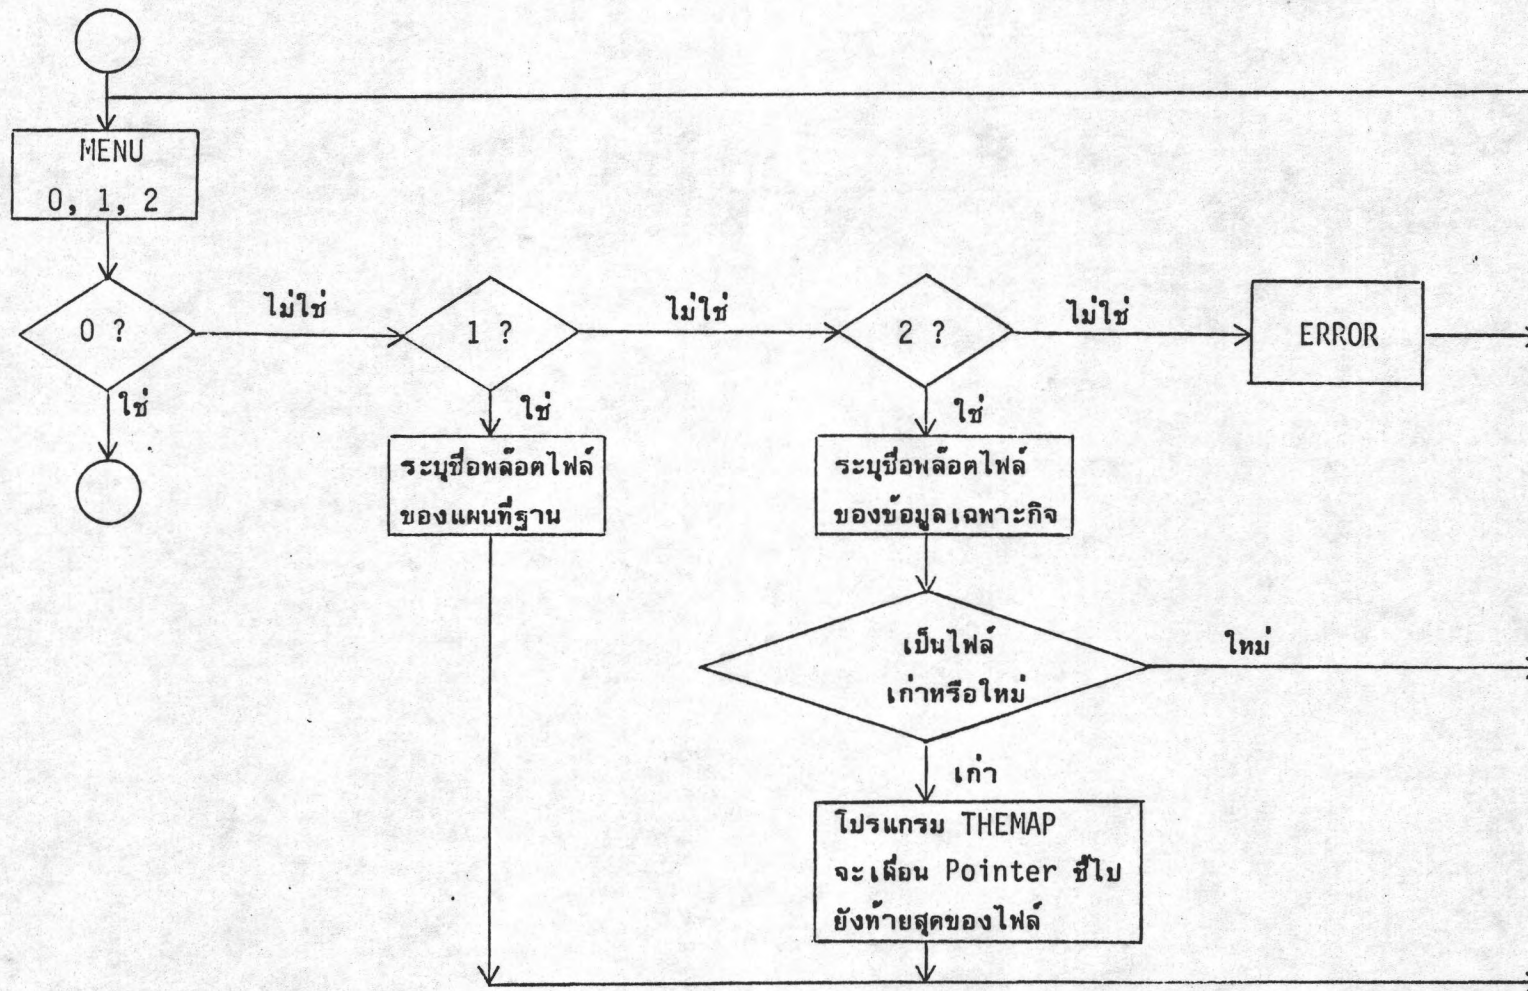 MENU
0, 1, 2
0 ?
ไม่ใช่
1 ?
ไม่ใช่
2 ?
ไม่ใช่
ERROR
ใช่
ใช่
ใช่
ระบุชื่อพล๊อตไฟล์
ของแผนที่ฐาน
ระบุชื่อพล๊อตไฟล์
ของข้อมูลเฉพาะกิจ
เป็นไฟล์
เก่าหรือใหม่
ใหม่
เก่า
โปรแกรม THEMAP
จะเลื่อน Pointer ชี้ไป
ยังท้ายสุดของไฟล์